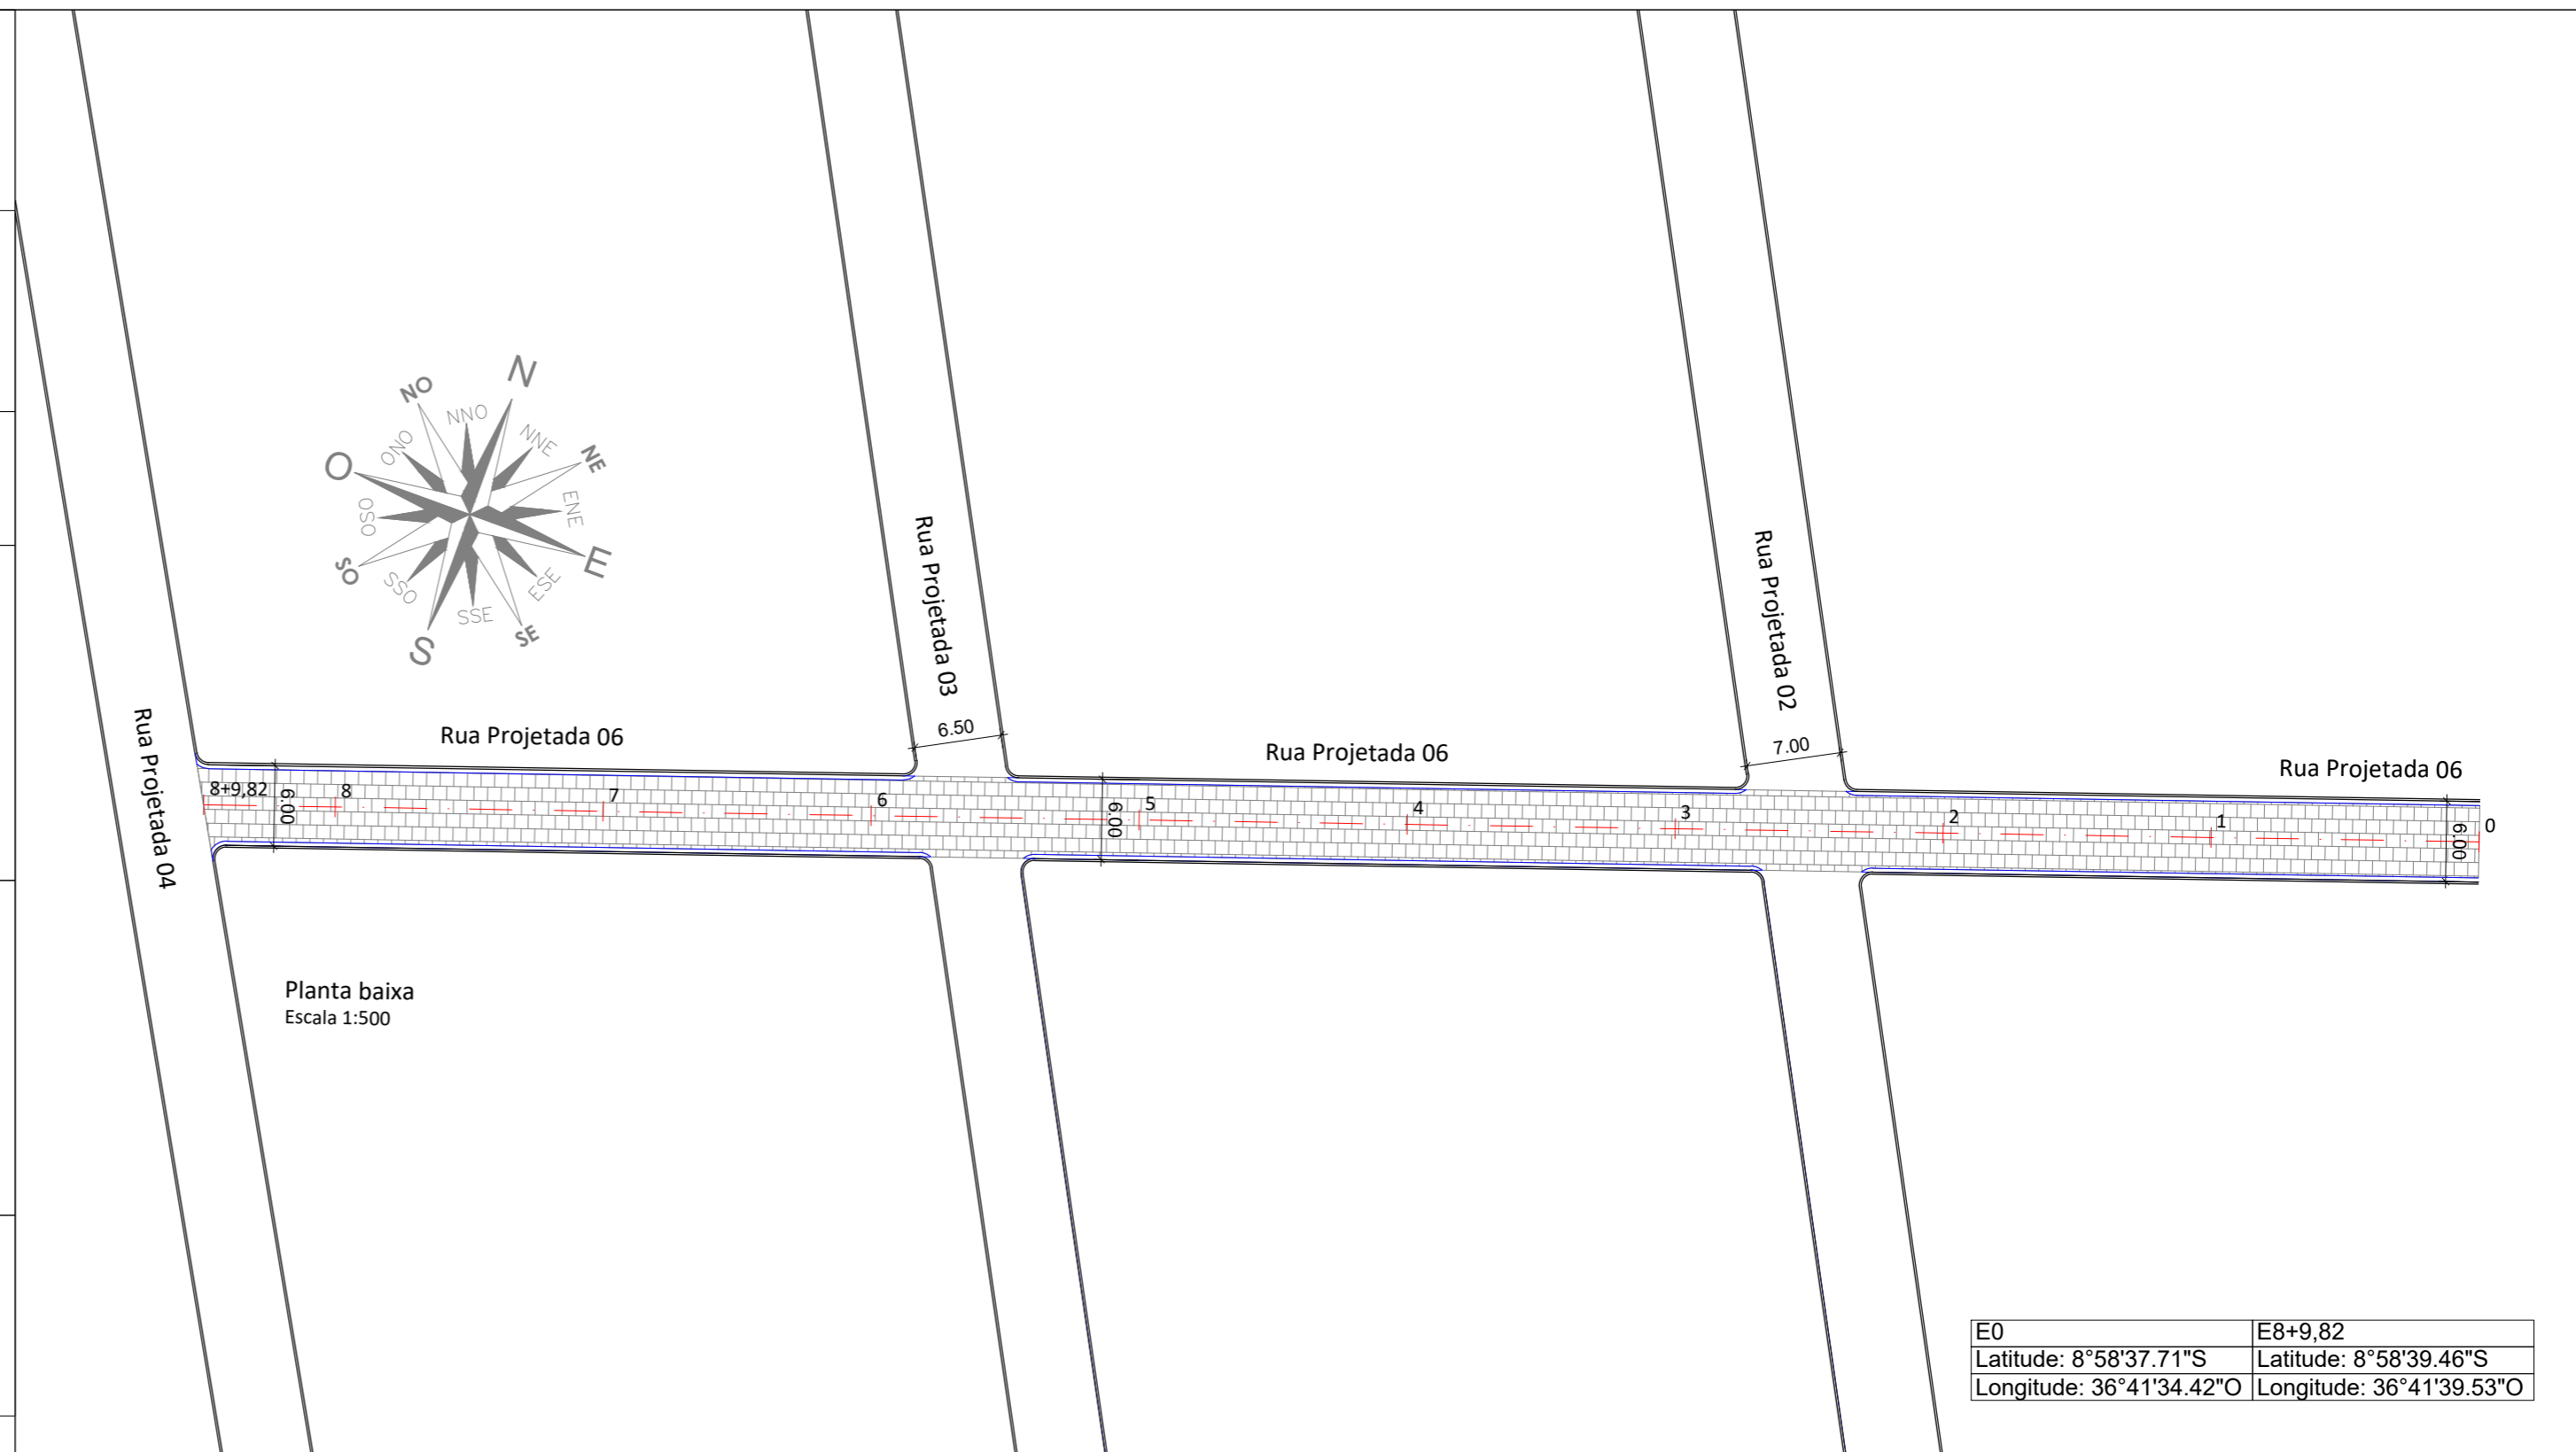 N
NO
NNO
NNE
NE
ONO
O
ENE
OSO
E
SO
SSO
ESE
SSE
SE
S
Rua Projetada 03
Rua Projetada 02
Rua Projetada 04
Rua Projetada 06
6.50
Rua Projetada 06
7.00
Rua Projetada 06
8+9,82
6.00
8
7
6
6.00
5
4
3
2
1
6.00
0
Planta baixa
Escala 1:500
E0 E8+9,82
Latitude: 8°58'37.71"S Latitude: 8°58'39.46"S
Longitude: 36°41'34.42"O Longitude: 36°41'39.53"O